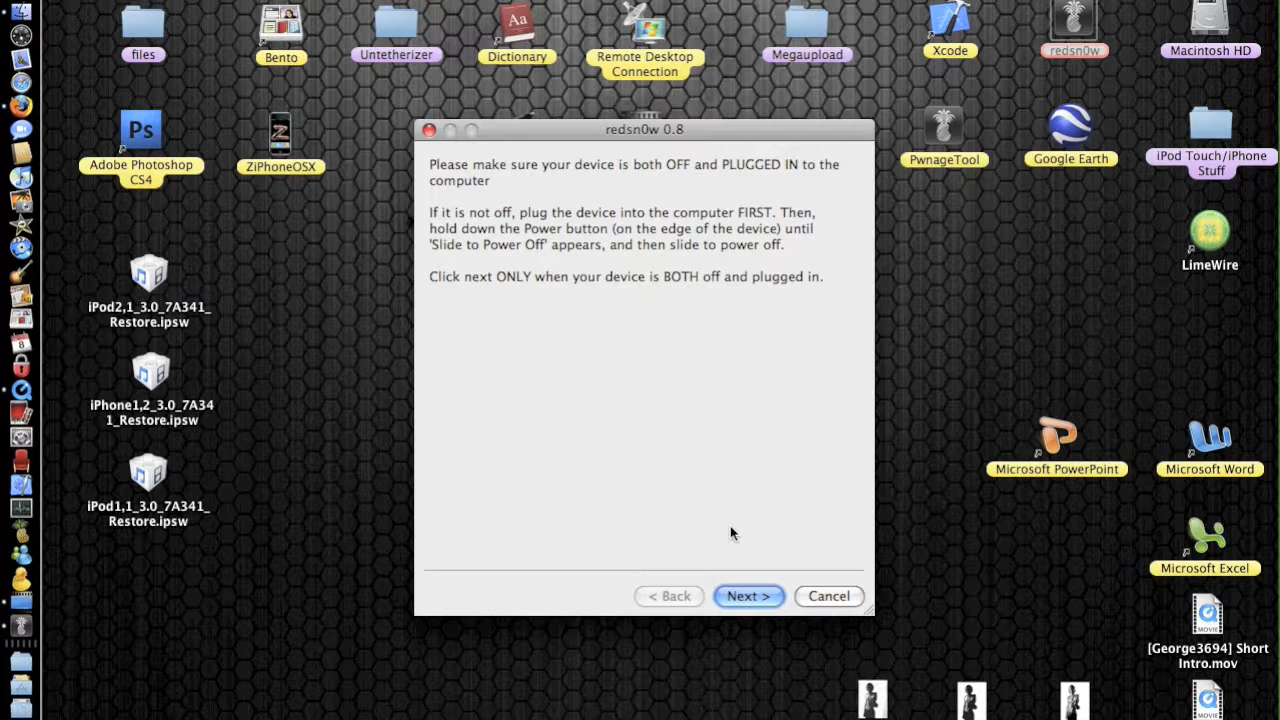 files
Bento
Untetherizer
Dictionary
Remote Desktop
Connection
Megaupload
Xcode
redsn0w
Macintosh HD
Ps
Adobe Photoshop
CS4
ZiPhoneOSX
PwnageTool
Google Earth
iPod Touch/iPhone
Stuff
LimeWire
iPod2,1_3.0_7A341_
Restore.ipsw
iPhone1,2_3.0_7A34
1_Restore.ipsw
iPod1,1_3.0_7A341_
Restore.ipsw
redsn0w 0.8
Please make sure your device is both OFF and PLUGGED IN to the
computer
If it is not off, plug the device into the computer FIRST. Then,
hold down the Power button (on the edge of the device) until
'Slide to Power Off' appears, and then slide to power off.
Click next ONLY when your device is BOTH off and plugged in.
< Back
Next >
Cancel
Microsoft PowerPoint
Microsoft Word
Microsoft Excel
MOVIE
[George3694] Short
Intro.mov
MOVIE
Aa
8